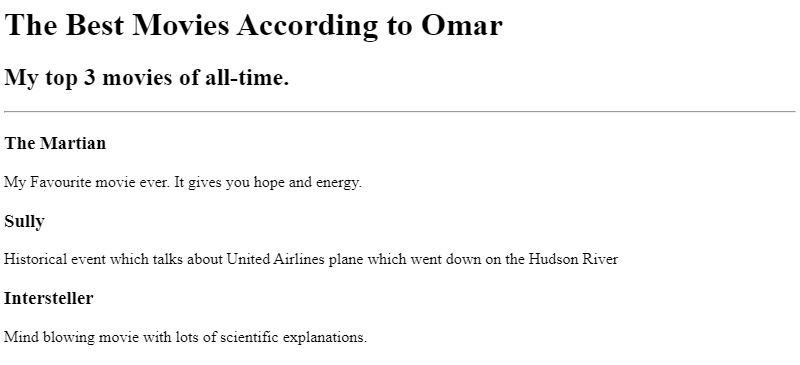 The Best Movies According to Omar
My top 3 movies of all-time.
The Martian
My Favourite movie ever. It gives you hope and energy.
Sully
Historical event which talks about United Airlines plane which went down on the Hudson River
Intersteller
Mind blowing movie with lots of scientific explanations.